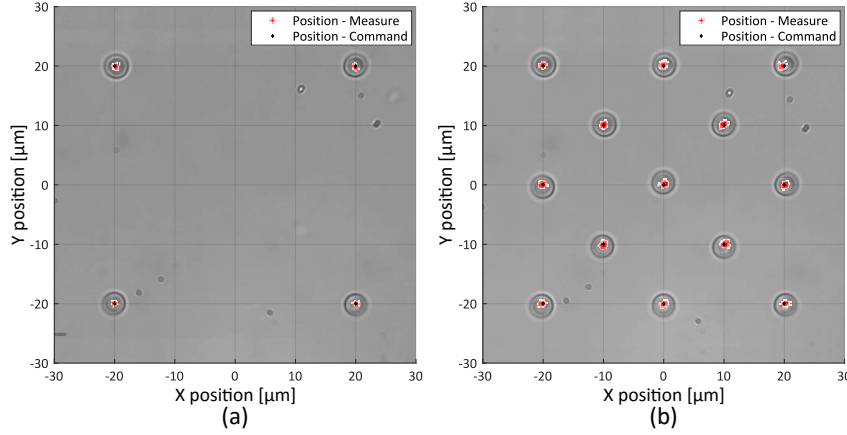 Position - Measure
Position - Command
30
20
10
0
-10
-20
-30
-30
-20
-10
0
10
20
30
Y position [µm]
X position [µm]
(a)
Position - Measure
Position - Command
30
20
10
0
-10
-20
-30
-30
-20
-10
0
10
20
30
Y position [µm]
X position [µm]
(b)